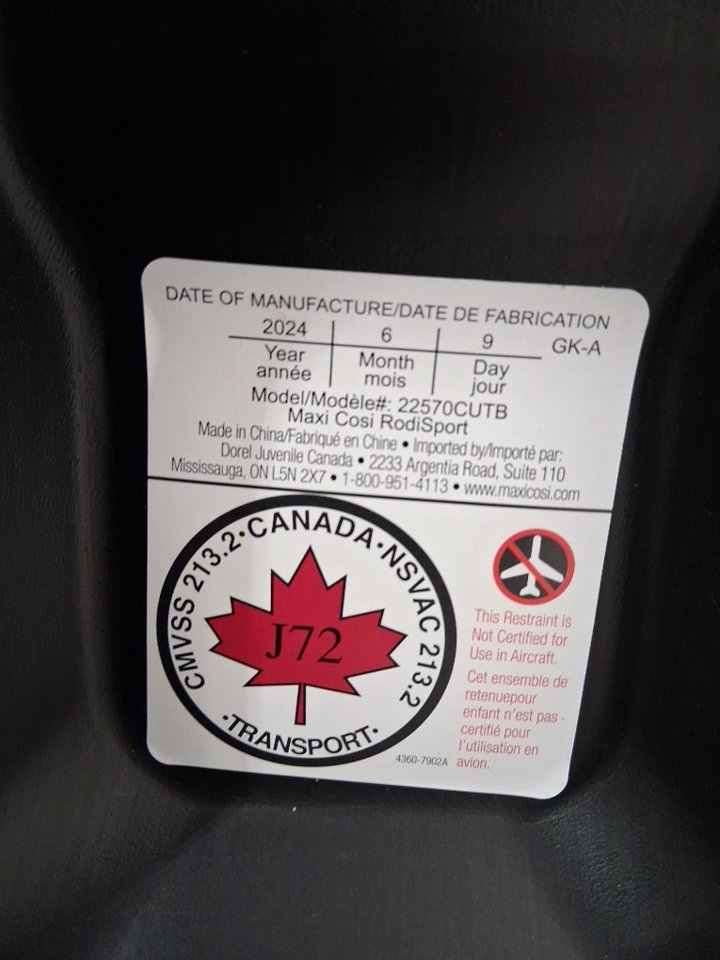 DATE OF MANUFACTURE/DATE DE FABRICATION
2024 6 9 GK-A
Year Month Day
année mois jour
Model/Modèle#: 22570CUTB
Maxi Cosi RodiSport
Made in China/Fabriqué en Chine • Imported by/Importé par:
Dorel Juvenile Canada • 2233 Argentia Road, Suite 110
Mississauga, ON L5N 2X7 • 1-800-951-4113 • www.maxicosi.com
CMVSS 213.2·CANADA·NSVAC 213.2
J72
·TRANSPORT·
This Restraint is
Not Certified for
Use in Aircraft.
Cet ensemble de
retenuepour
enfant n'est pas
certifié pour
l'utilisation en
avion.
4360-7902A